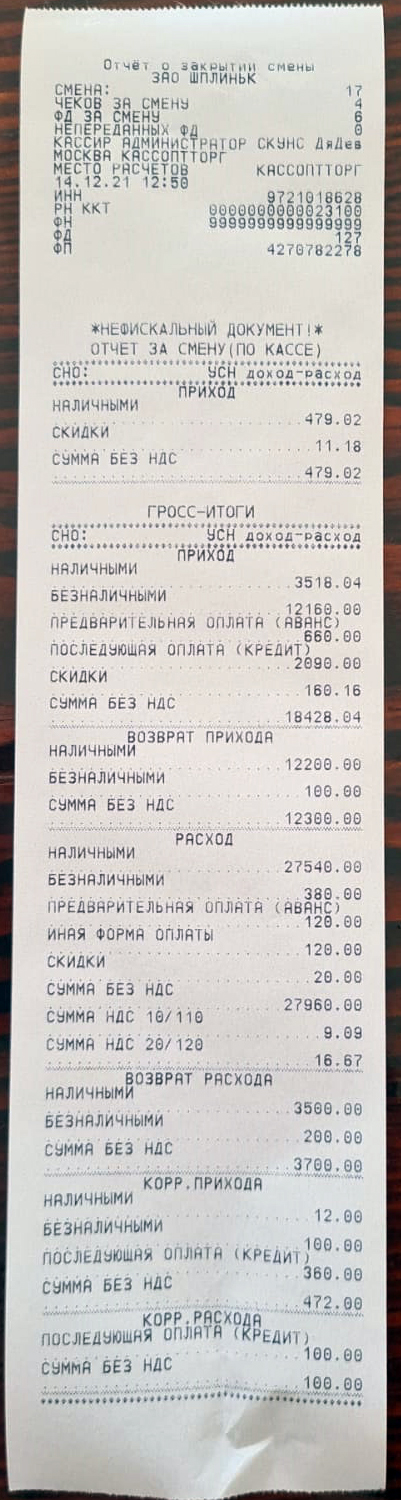 Отчёт о закрытии смены
ЗАО ШПЛИНЬК
СМЕНА: 17
ЧЕКОВ ЗА СМЕНУ 4
ФД ЗА СМЕНУ 6
НЕПЕРЕДАННЫХ ФД 0
КАССИР АДМИНИСТРАТОР СКУНС ДяДев
МОСКВА КАССОПТТОРГ
МЕСТО РАСЧЕТОВ КАССОПТТОРГ
14.12.21 12:50
ИНН 9721018628
РН ККТ 0000000000023100
ФН 9999999999999999
ФД 127
ФП 4270782278
*НЕФИСКАЛЬНЫЙ ДОКУМЕНТ!*
ОТЧЕТ ЗА СМЕНУ(ПО КАССЕ)
СНО: УСН доход-расход
ПРИХОД
НАЛИЧНЫМИ
479.02
СКИДКИ
11.18
СУММА БЕЗ НДС
479.02
ГРОСС-ИТОГИ
СНО: УСН доход-расход
ПРИХОД
НАЛИЧНЫМИ
3518.04
БЕЗНАЛИЧНЫМИ
12160.00
ПРЕДВАРИТЕЛЬНАЯ ОПЛАТА (АВАНС)
660.00
ПОСЛЕДУЮЩАЯ ОПЛАТА (КРЕДИТ)
2090.00
СКИДКИ
160.16
СУММА БЕЗ НДС
18428.04
ВОЗВРАТ ПРИХОДА
НАЛИЧНЫМИ
12200.00
БЕЗНАЛИЧНЫМИ
100.00
СУММА БЕЗ НДС
12300.00
РАСХОД
НАЛИЧНЫМИ
27540.00
БЕЗНАЛИЧНЫМИ
380.00
ПРЕДВАРИТЕЛЬНАЯ ОПЛАТА (АВАНС)
120.00
ИНАЯ ФОРМА ОПЛАТЫ
120.00
СКИДКИ
20.00
СУММА БЕЗ НДС
27960.00
СУММА НДС 10/110
9.09
СУММА НДС 20/120
16.67
ВОЗВРАТ РАСХОДА
НАЛИЧНЫМИ
3500.00
БЕЗНАЛИЧНЫМИ
200.00
СУММА БЕЗ НДС
3700.00
КОРР.ПРИХОДА
НАЛИЧНЫМИ
12.00
БЕЗНАЛИЧНЫМИ
100.00
ПОСЛЕДУЮЩАЯ ОПЛАТА (КРЕДИТ)
360.00
СУММА БЕЗ НДС
472.00
КОРР.РАСХОДА
ПОСЛЕДУЮЩАЯ ОПЛАТА (КРЕДИТ)
100.00
СУММА БЕЗ НДС
100.00